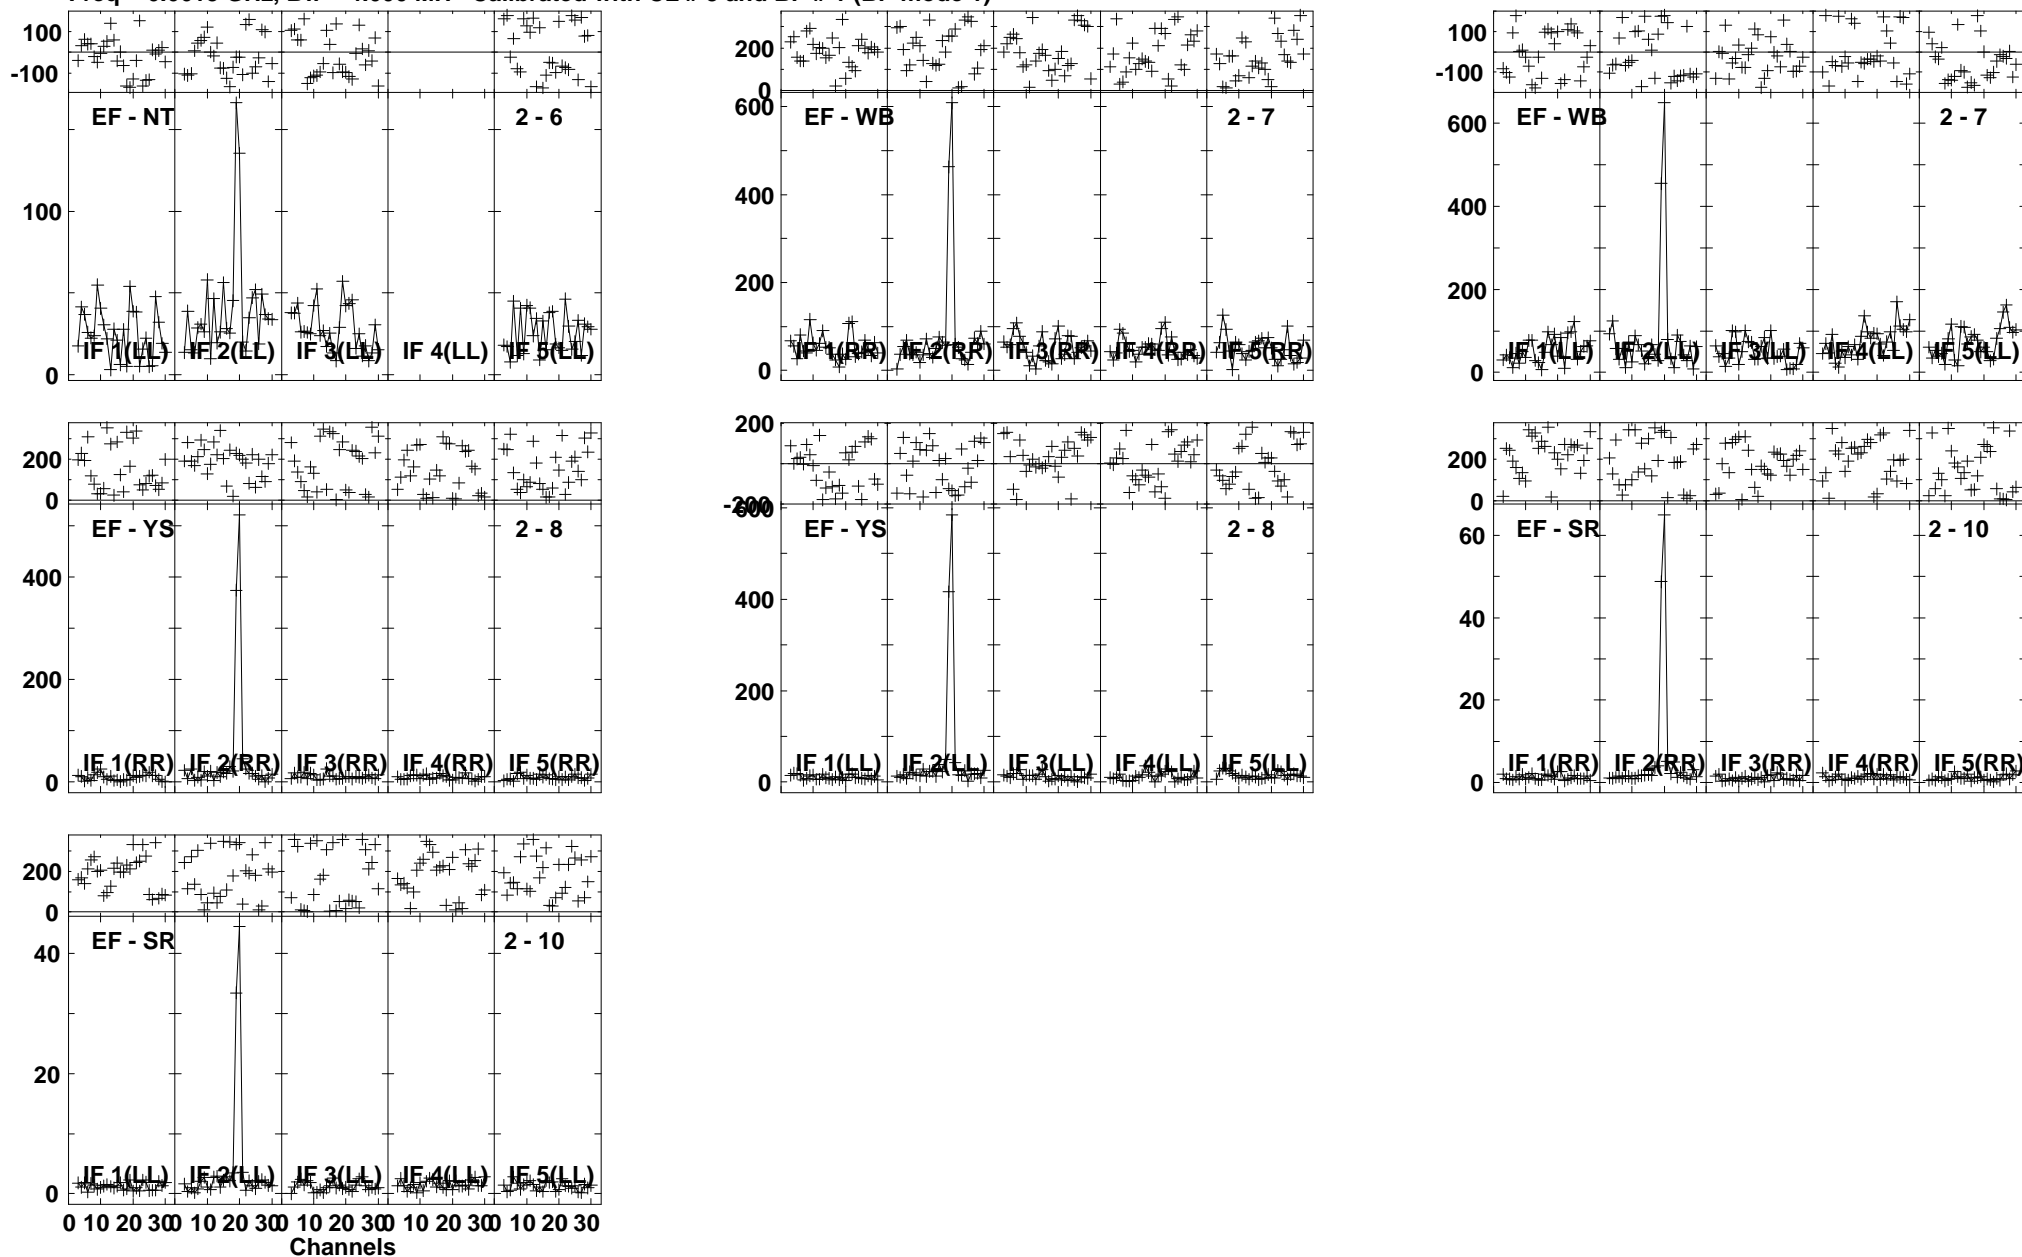 100
-100
EF - NT 2 - 6
100
0
IF 1(LL) IF 2(LL) IF 3(LL) IF 4(LL) IF 5(LL)
200
0
EF - WB 2 - 7
600
400
200
0
IF 1(RR) IF 2(RR) IF 3(RR) IF 4(RR) IF 5(RR)
100
-100
EF - WB 2 - 7
600
400
200
0
IF 1(LL) IF 2(LL) IF 3(LL) IF 4(LL) IF 5(LL)
200
0
EF - YS 2 - 8
400
200
0
IF 1(RR) IF 2(RR) IF 3(RR) IF 4(RR) IF 5(RR)
200
-200
600
EF - YS 2 - 8
400
200
0
IF 1(LL) IF 2(LL) IF 3(LL) IF 4(LL) IF 5(LL)
200
0
EF - SR 2 - 10
60
40
20
0
IF 1(RR) IF 2(RR) IF 3(RR) IF 4(RR) IF 5(RR)
200
0
EF - SR 2 - 10
40
20
0
IF 1(LL) IF 2(LL) IF 3(LL) IF 4(LL) IF 5(LL)
0 10 20 30 0 10 20 30 0 10 20 30 0 10 20 30 0 10 20 30
Channels